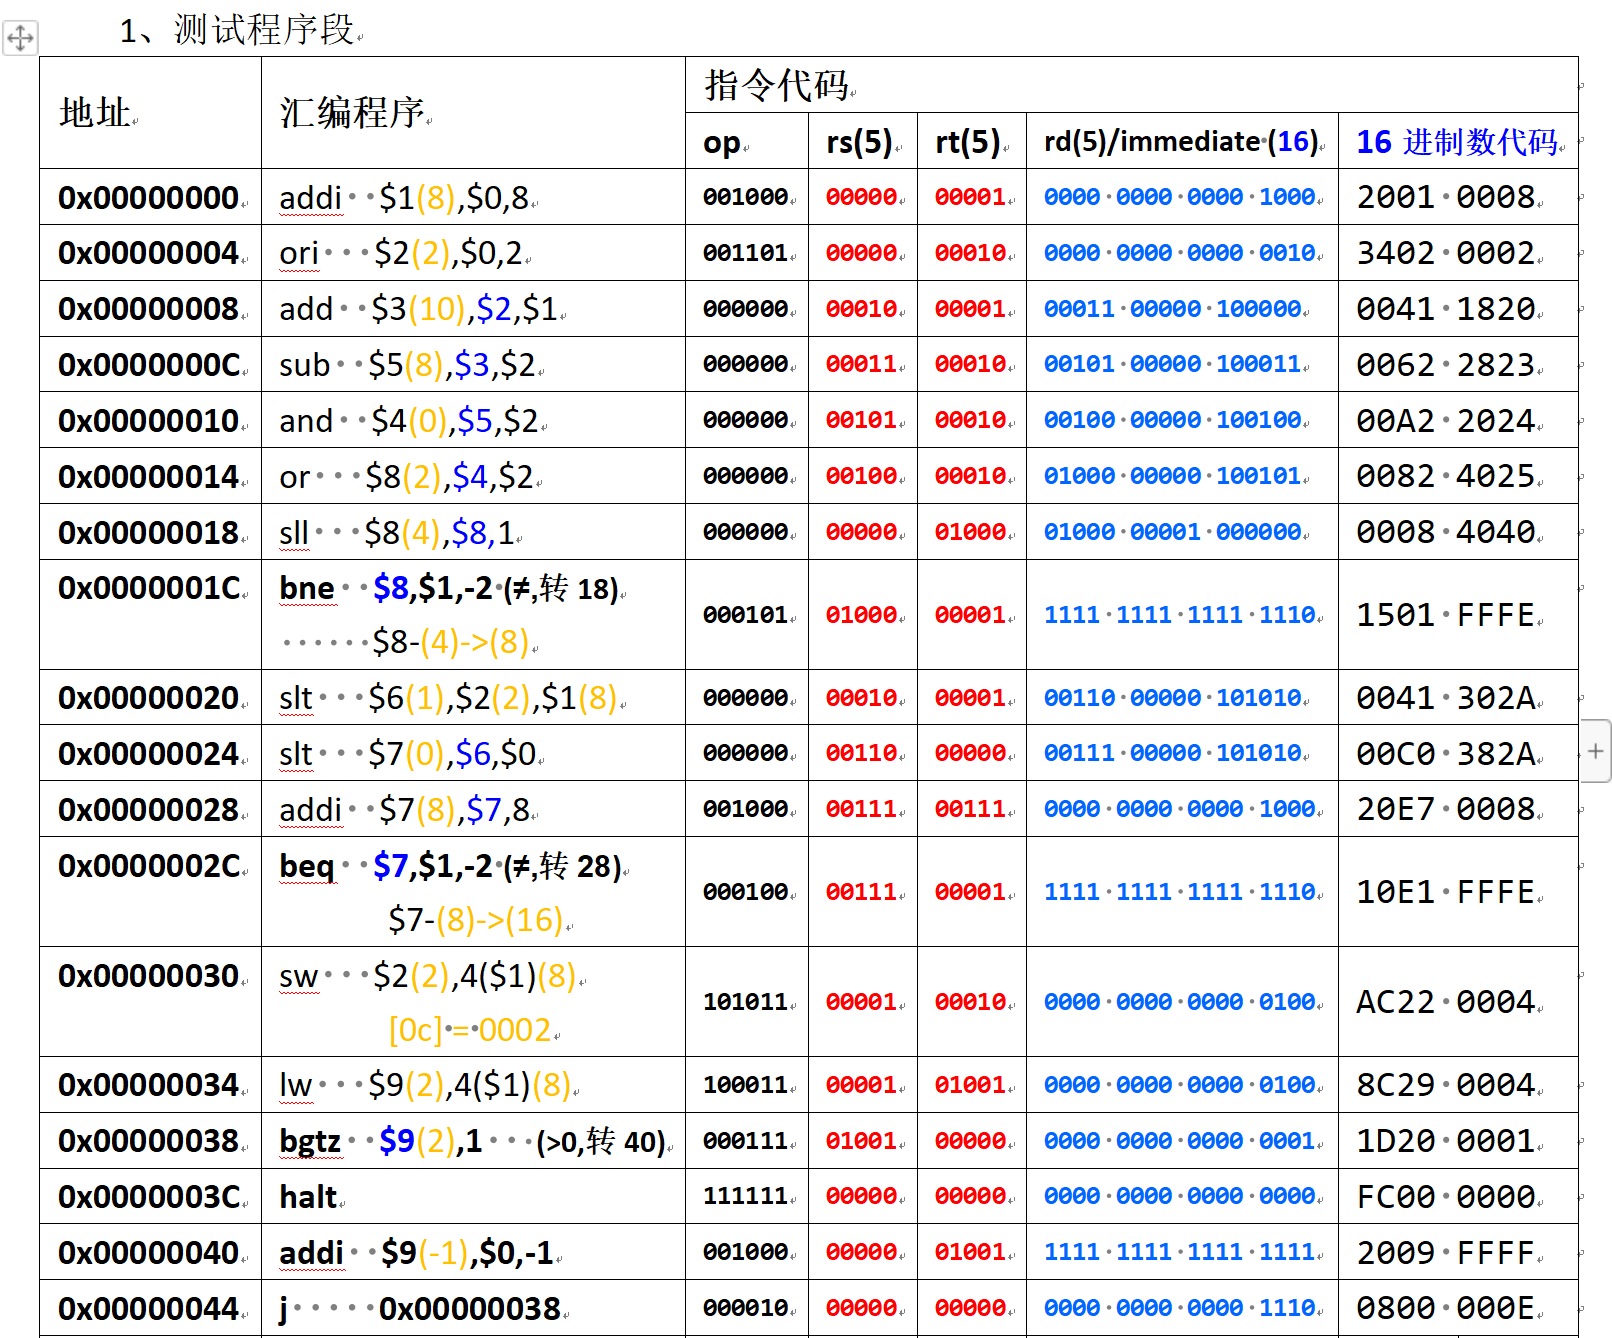 1、测试程序段
地址 汇编程序 指令代码
op rs(5) rt(5) rd(5)/immediate (16) 16 进制数代码
0x00000000 addi $1(8),$0,8 001000 00000 00001 0000 0000 0000 1000 2001 0008
0x00000004 ori $2(2),$0,2 001101 00000 00010 0000 0000 0000 0010 3402 0002
0x00000008 add $3(10),$2,$1 000000 00010 00001 00011 00000 100000 0041 1820
0x0000000C sub $5(8),$3,$2 000000 00011 00010 00101 00000 100011 0062 2823
0x00000010 and $4(0),$5,$2 000000 00101 00010 00100 00000 100100 00A2 2024
0x00000014 or $8(2),$4,$2 000000 00100 00010 01000 00000 100101 0082 4025
0x00000018 sll $8(4),$8,1 000000 00000 01000 01000 00001 000000 0008 4040
0x0000001C bne $8,$1,-2 (≠,转 18) 000101 01000 00001 1111 1111 1111 1110 1501 FFFE
$8-(4)->(8)
0x00000020 slt $6(1),$2(2),$1(8) 000000 00010 00001 00110 00000 101010 0041 302A
0x00000024 slt $7(0),$6,$0 000000 00110 00000 00111 00000 101010 00C0 382A
0x00000028 addi $7(8),$7,8 001000 00111 00111 0000 0000 0000 1000 20E7 0008
0x0000002C beq $7,$1,-2 (≠,转 28) 000100 00111 00001 1111 1111 1111 1110 10E1 FFFE
$7-(8)->(16)
0x00000030 sw $2(2),4($1)(8) 101011 00001 00010 0000 0000 0000 0100 AC22 0004
[0c] = 0002
0x00000034 lw $9(2),4($1)(8) 100011 00001 01001 0000 0000 0000 0100 8C29 0004
0x00000038 bgtz $9(2),1 (>0,转 40) 000111 01001 00000 0000 0000 0000 0001 1D20 0001
0x0000003C halt 111111 00000 00000 0000 0000 0000 0000 FC00 0000
0x00000040 addi $9(-1),$0,-1 001000 00000 01001 1111 1111 1111 1111 2009 FFFF
0x00000044 j 0x00000038 000010 00000 00000 0000 0000 0000 1110 0800 000E